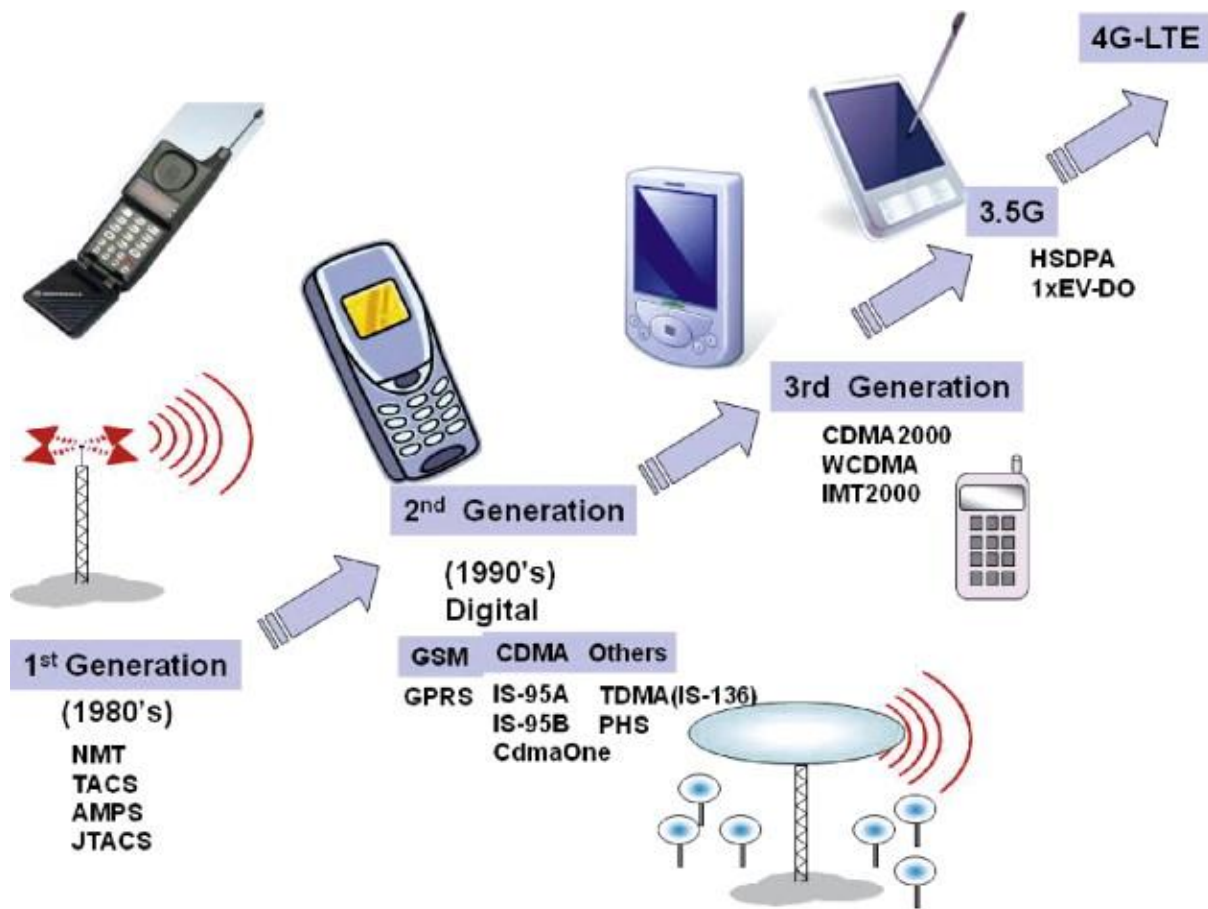 4G-LTE
3.5G
HSDPA
1xEV-DO
3rd Generation
CDMA2000
WCDMA
IMT2000
2nd Generation
(1990's)
Digital
GSM CDMA Others
GPRS IS-95A TDMA(IS-136)
IS-95B PHS
CdmaOne
1st Generation
(1980's)
NMT
TACS
AMPS
JTACS